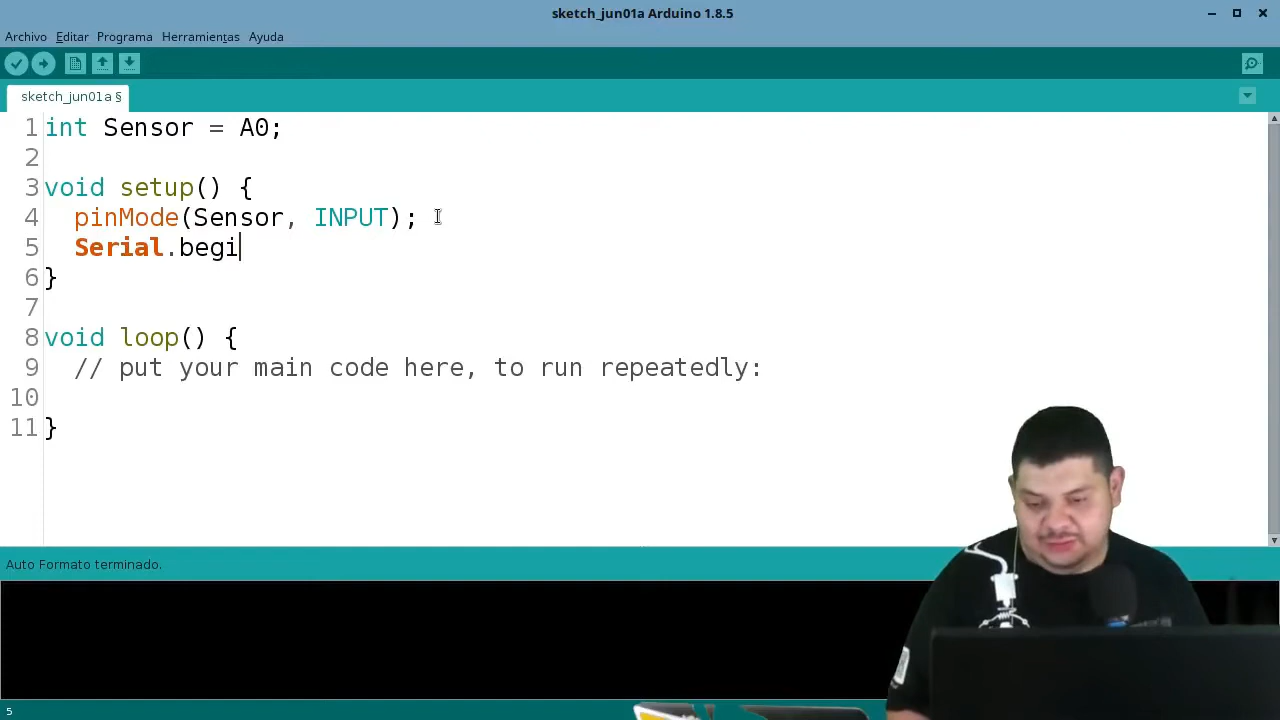 sketch_jun01a Arduino 1.8.5
Archivo Editar Programa Herramientas Ayuda
sketch_jun01a §
1 int Sensor = A0;
2
3 void setup() {
4 pinMode(Sensor, INPUT);
5 Serial.begi
6 }
7
8 void loop() {
9 // put your main code here, to run repeatedly:
10
11 }
Auto Formato terminado.
5